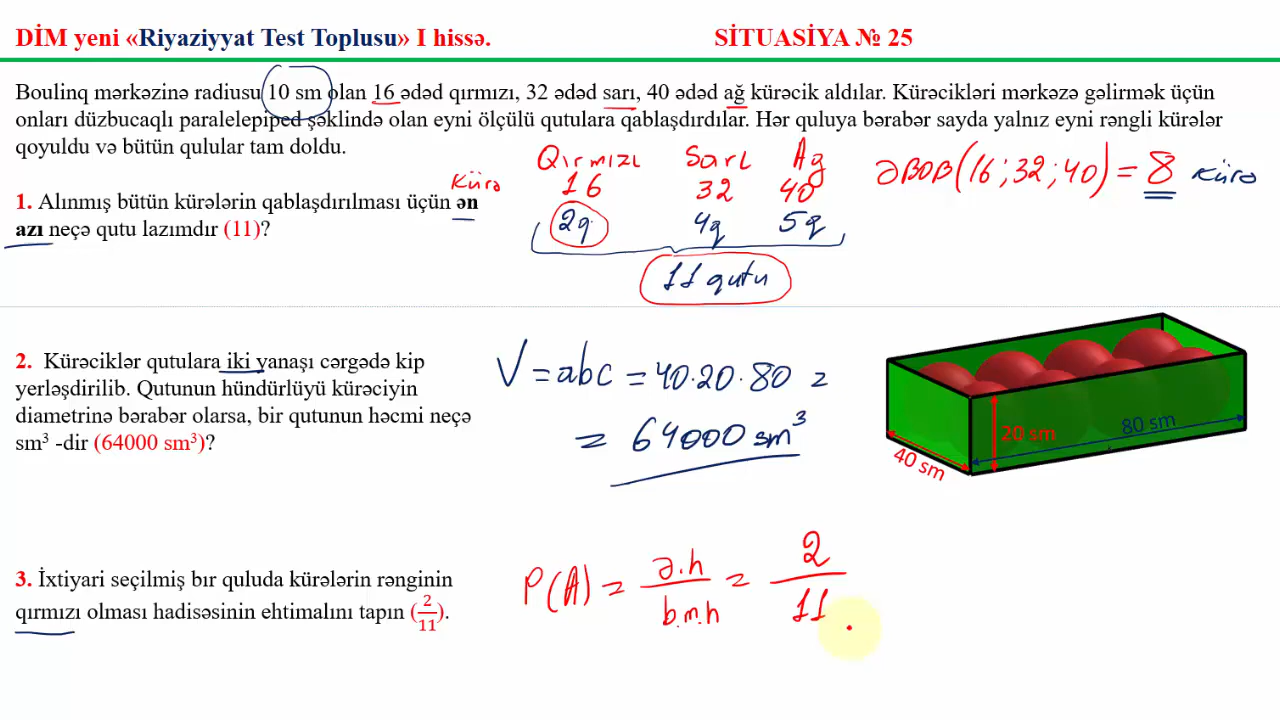 DİM yeni «Riyaziyyat Test Toplusu» I hissə.
SİTUASİYA № 25
Boulinq mərkəzinə radiusu 10 sm olan 16 ədəd qırmızı, 32 ədəd sarı, 40 ədəd ağ kürəcik aldılar. Kürəcikləri mərkəzə gəlirmək üçün
onları düzbucaqlı paralelepiped şəklində olan eyni ölçülü qutulara qablaşdırdılar. Hər quluya bərabər sayda yalnız eyni rəngli kürələr
qoyuldu və bütün qulular tam doldu.
Qırmızı Sarı Ağ
16 32 40
2q 4q 5q
11 qutu
ƏBOB(16;32;40) = 8 kürə
kürə
1. Alınmış bütün kürələrin qablaşdırılması üçün ən
azı neçə qutu lazımdır (11)?
2. Kürəciklər qutulara iki yanaşı cərgədə kip
yerləşdirilib. Qutunun hündürlüyü kürəciyin
diametrinə bərabər olarsa, bir qutunun həcmi neçə
sm³ -dir (64000 sm³)?
V = abc = 40·20·80 =
= 64000 sm³
20 sm
80 sm
40 sm
3. İxtiyari seçilmiş bır quluda kürələrin rənginin
qırmızı olması hadisəsinin ehtimalını tapın (2/11).
P(A) = ə.h/b.m.h = 2/11